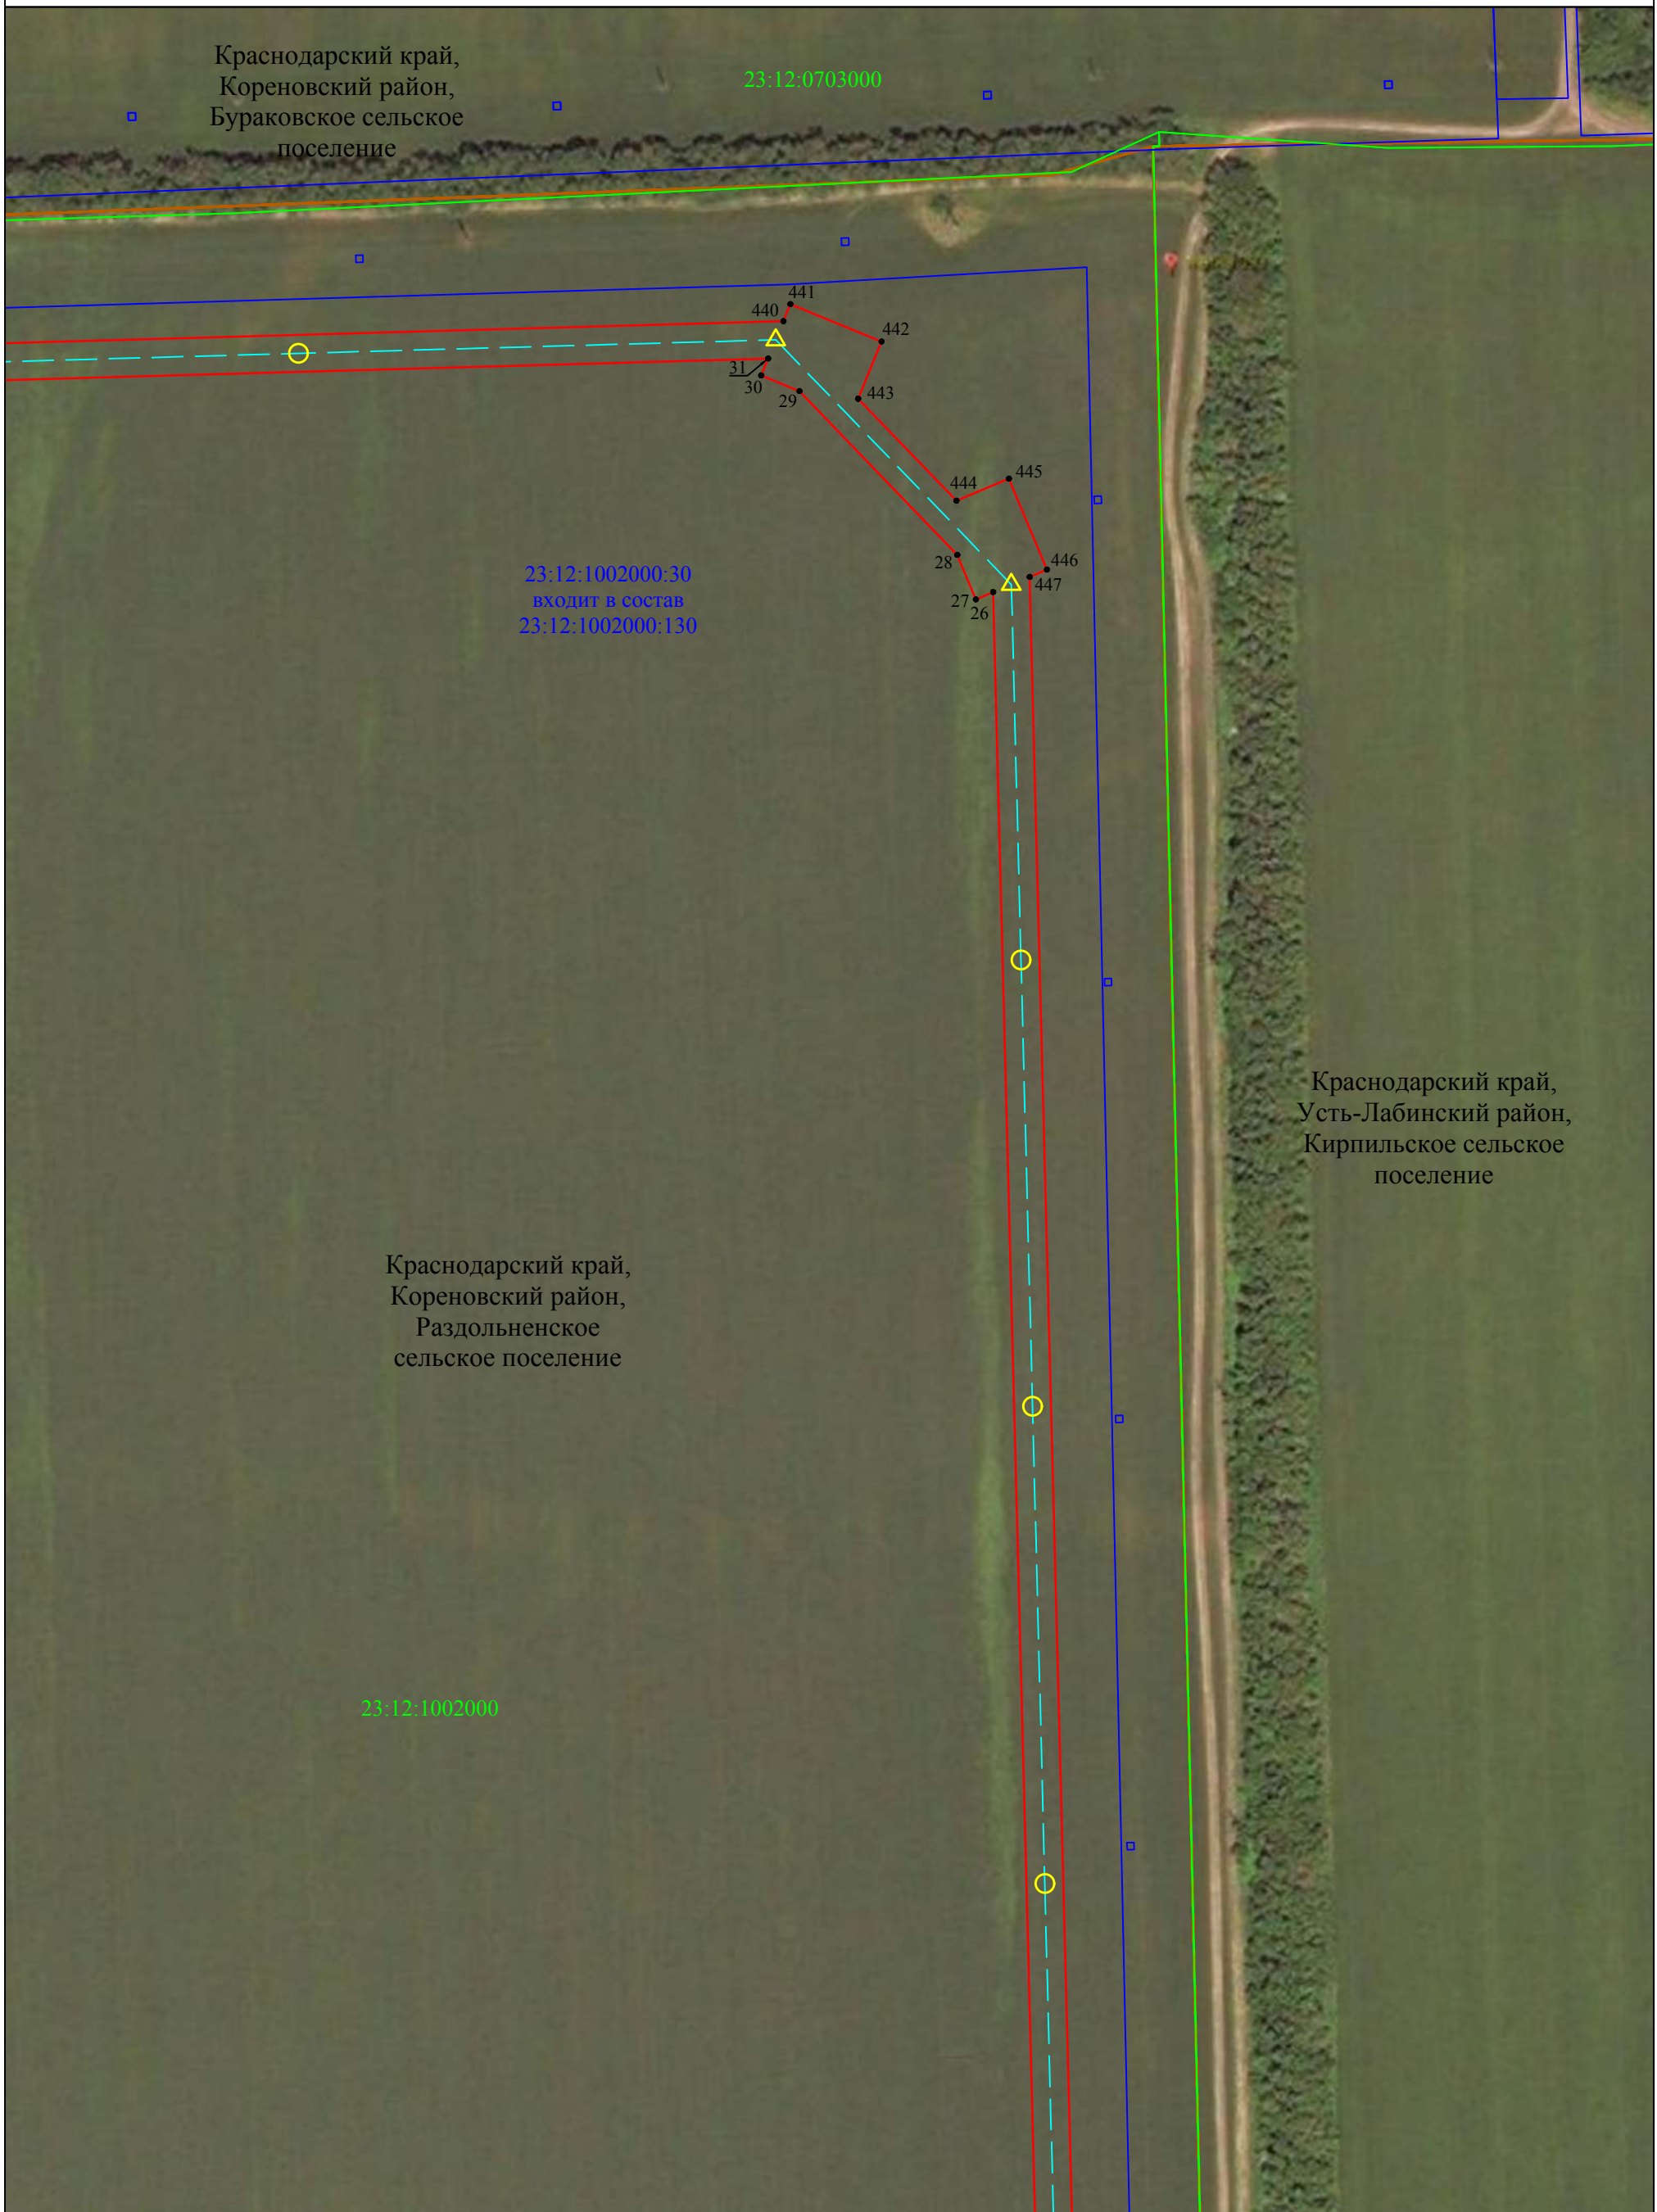 Краснодарский край,
Кореновский район,
Бураковское сельское
поселение
23:12:0703000
441
440
442
31
30
29
443
445
444
446
28
447
27
26
23:12:1002000:30
входит в состав
23:12:1002000:130
Краснодарский край,
Усть-Лабинский район,
Кирпильское сельское
поселение
Краснодарский край,
Кореновский район,
Раздольненское
сельское поселение
23:12:1002000